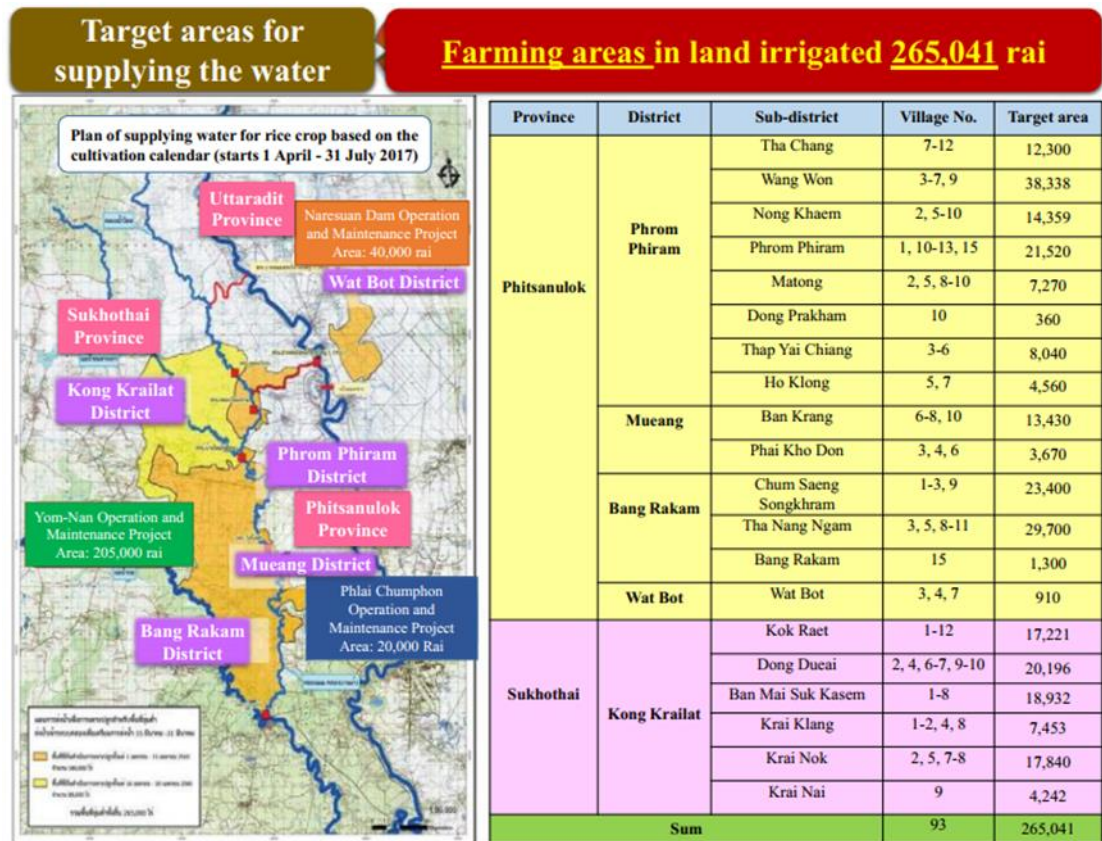 Target areas for
supplying the water
Farming areas in land irrigated 265,041 rai
Plan of supplying water for rice crop based on the
cultivation calendar (starts 1 April - 31 July 2017)
Uttaradit
Province
Naresuan Dam Operation
and Maintenance Project
Area: 40,000 rai
Wat Bot District
Sukhothai
Province
Kong Krailat
District
Phrom Phiram
District
Phitsanulok
Province
Yom-Nan Operation and
Maintenance Project
Area: 205,000 rai
Mueang District
Phlai Chumphon
Operation and
Maintenance Project
Area: 20,000 Rai
Bang Rakam
District
Province District Sub-district Village No. Target area
Phitsanulok Phrom Phiram Tha Chang 7-12 12,300
Wang Won 3-7, 9 38,338
Nong Khaem 2, 5-10 14,359
Phrom Phiram 1, 10-13, 15 21,520
Matong 2, 5, 8-10 7,270
Dong Prakham 10 360
Thap Yai Chiang 3-6 8,040
Ho Klong 5, 7 4,560
Mueang Ban Krang 6-8, 10 13,430
Phai Kho Don 3, 4, 6 3,670
Bang Rakam Chum Saeng Songkhram 1-3, 9 23,400
Tha Nang Ngam 3, 5, 8-11 29,700
Bang Rakam 15 1,300
Wat Bot Wat Bot 3, 4, 7 910
Sukhothai Kong Krailat Kok Raet 1-12 17,221
Dong Dueai 2, 4, 6-7, 9-10 20,196
Ban Mai Suk Kasem 1-8 18,932
Krai Klang 1-2, 4, 8 7,453
Krai Nok 2, 5, 7-8 17,840
Krai Nai 9 4,242
Sum 93 265,041